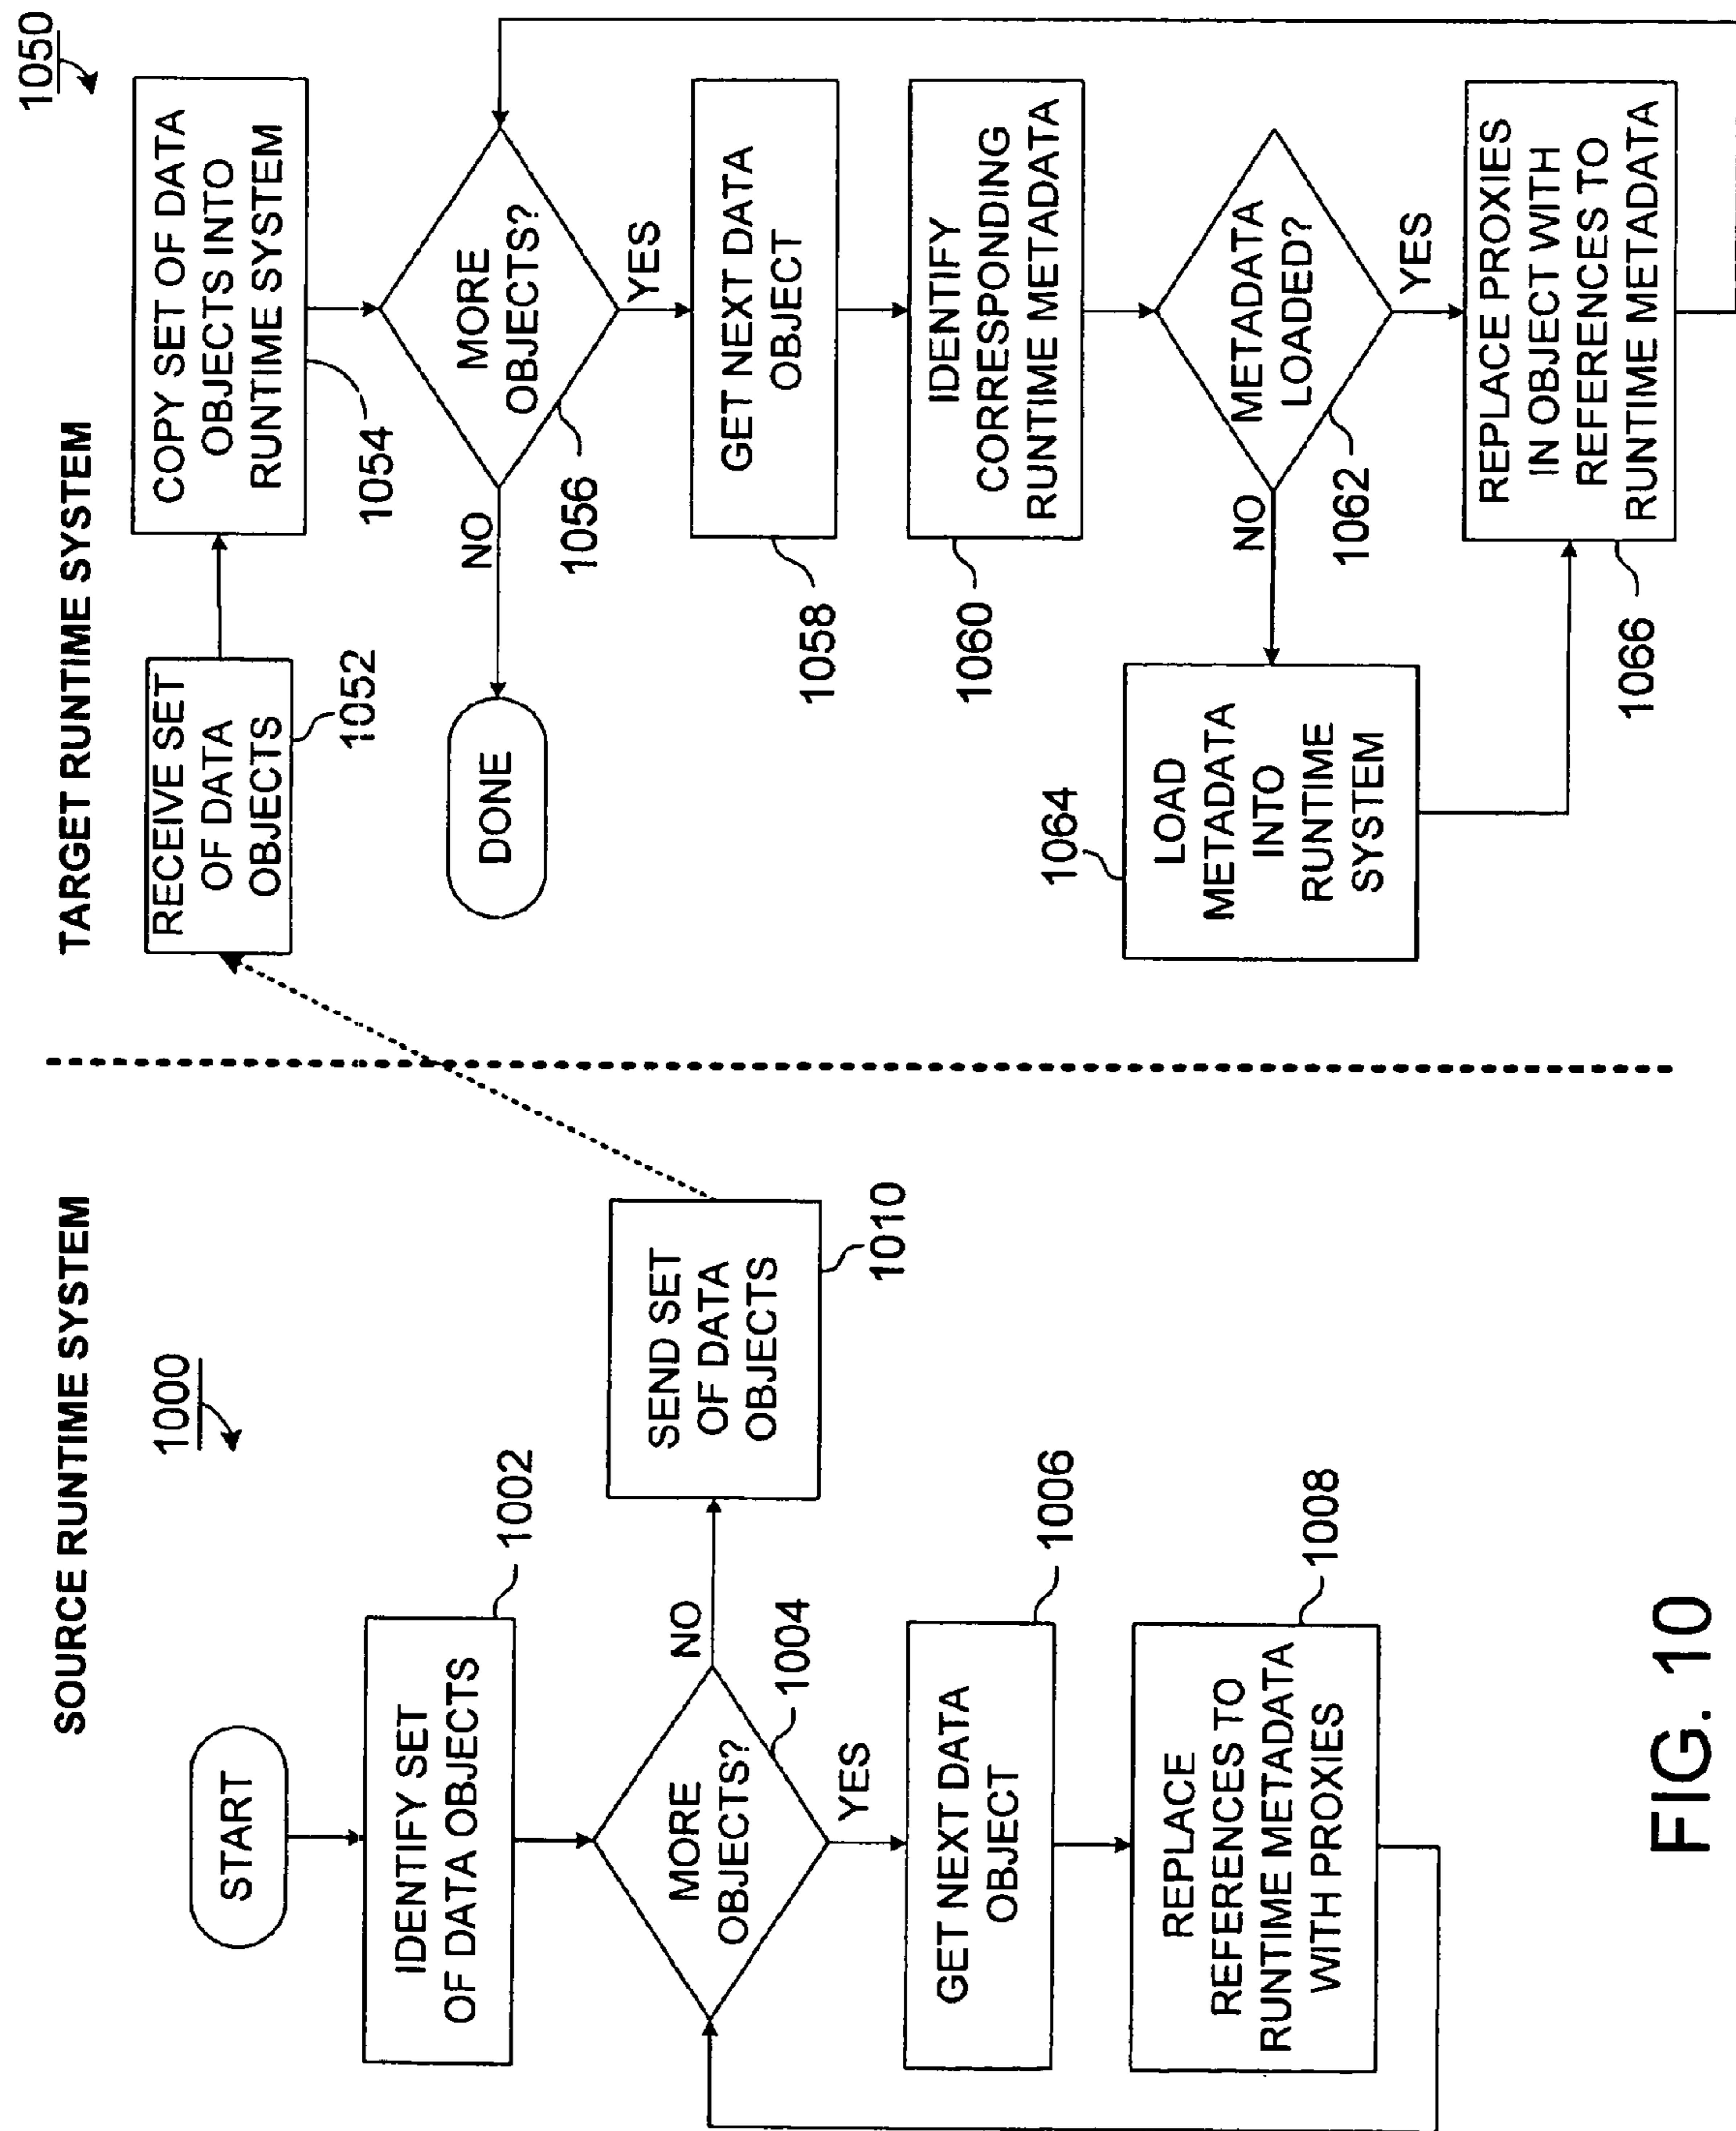 SOURCE RUNTIME SYSTEM
1000
START
IDENTIFY SET
OF DATA OBJECTS
1002
MORE
OBJECTS?
1004
NO
YES
SEND SET
OF DATA
OBJECTS
1010
GET NEXT DATA
OBJECT
1006
REPLACE
REFERENCES TO
RUNTIME METADATA
WITH PROXIES
1008
TARGET RUNTIME SYSTEM
1050
RECEIVE SET
OF DATA
OBJECTS
1052
COPY SET OF DATA
OBJECTS INTO
RUNTIME SYSTEM
1054
MORE
OBJECTS?
1056
NO
YES
DONE
GET NEXT DATA
OBJECT
1058
IDENTIFY
CORRESPONDING
RUNTIME METADATA
1060
METADATA
LOADED?
1062
NO
YES
LOAD
METADATA
INTO
RUNTIME
SYSTEM
1064
REPLACE PROXIES
IN OBJECT WITH
REFERENCES TO
RUNTIME METADATA
1066
FIG. 10